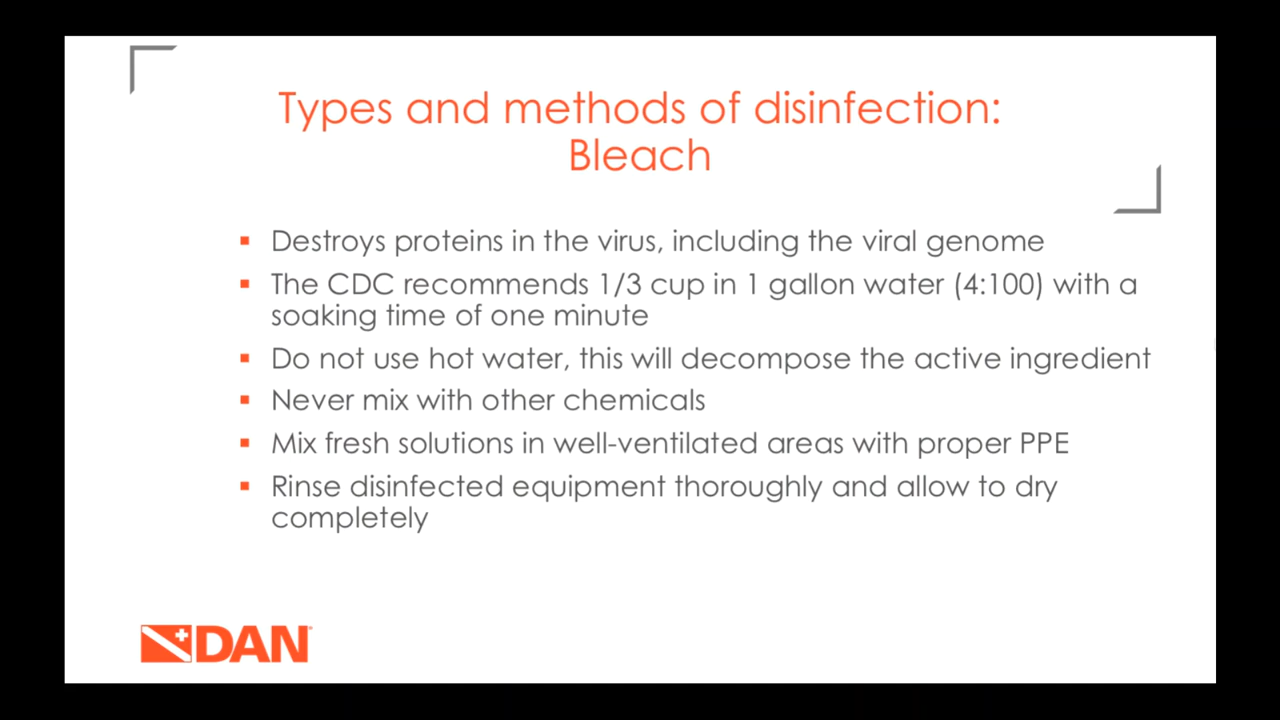 Types and methods of disinfection:
Bleach
▪ Destroys proteins in the virus, including the viral genome
▪ The CDC recommends 1/3 cup in 1 gallon water (4:100) with a
soaking time of one minute
▪ Do not use hot water, this will decompose the active ingredient
▪ Never mix with other chemicals
▪ Mix fresh solutions in well-ventilated areas with proper PPE
▪ Rinse disinfected equipment thoroughly and allow to dry
completely
DAN